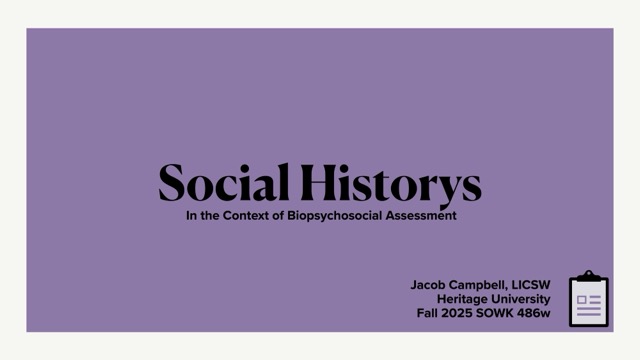 Social Historys
In the Context of Biopsychosocial Assessment
Jacob Campbell, LICSW
Heritage University
Fall 2025 SOWK 486w